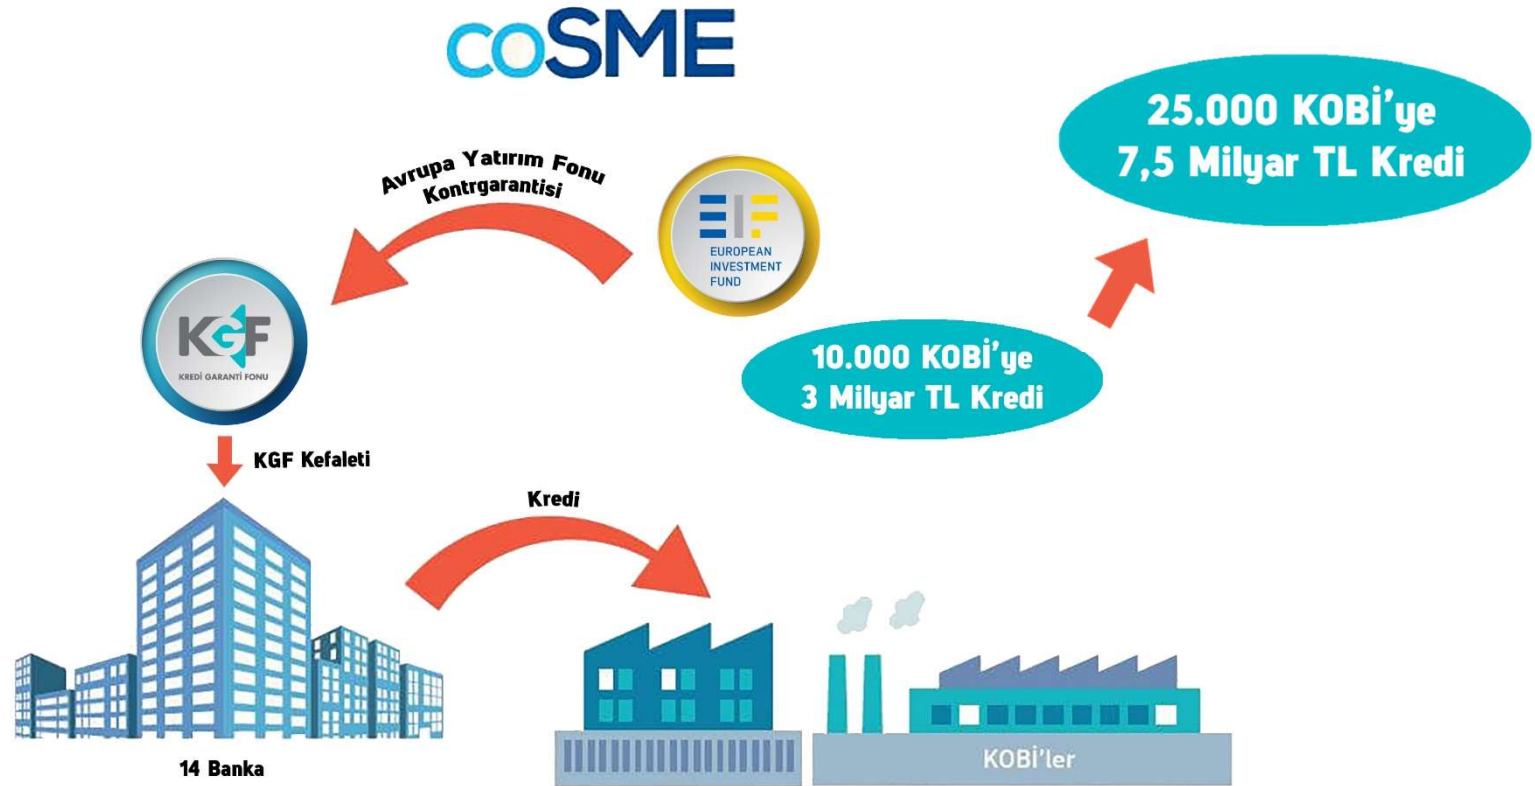 coSME
25.000 KOBİ'ye
7,5 Milyar TL Kredi
Avrupa Yatırım Fonu
Kontrgarantisi
EIF
EUROPEAN
INVESTMENT
FUND
KGF
KREDİ GARANTİ FONU
10.000 KOBİ'ye
3 Milyar TL Kredi
KGF Kefaleti
Kredi
14 Banka
KOBİ'ler